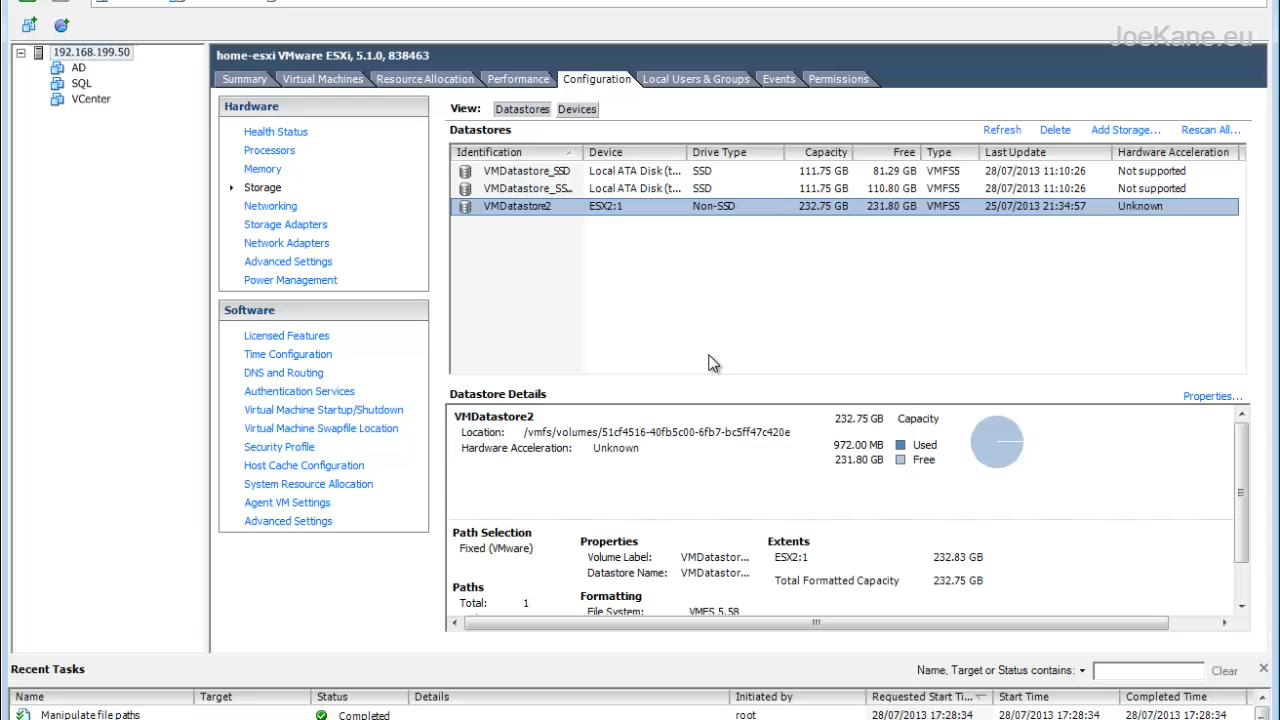 JoeKane.eu
192.168.199.50
AD
SQL
VCenter
home-esxi VMware ESXi, 5.1.0, 838463
Summary Virtual Machines Resource Allocation Performance Configuration Local Users & Groups Events Permissions
Hardware
Health Status
Processors
Memory
Storage
Networking
Storage Adapters
Network Adapters
Advanced Settings
Power Management
Software
Licensed Features
Time Configuration
DNS and Routing
Authentication Services
Virtual Machine Startup/Shutdown
Virtual Machine Swapfile Location
Security Profile
Host Cache Configuration
System Resource Allocation
Agent VM Settings
Advanced Settings
View: Datastores Devices
Datastores Refresh Delete Add Storage... Rescan All...
Identification Device Drive Type Capacity Free Type Last Update Hardware Acceleration
VMDatastore_SSD Local ATA Disk (t... SSD 111.75 GB 81.29 GB VMFS5 28/07/2013 11:10:26 Not supported
VMDatastore_SS... Local ATA Disk (t... SSD 111.75 GB 110.80 GB VMFS5 28/07/2013 11:10:26 Not supported
VMDatastore2 ESX2:1 Non-SSD 232.75 GB 231.80 GB VMFS5 25/07/2013 21:34:57 Unknown
Datastore Details Properties...
VMDatastore2 232.75 GB Capacity
Location: /vmfs/volumes/51cf4516-40fb5c00-6fb7-bc5ff47c420e
Hardware Acceleration: Unknown
972.00 MB Used
231.80 GB Free
Path Selection
Fixed (VMware)
Paths
Total: 1
Properties
Volume Label: VMDatastor...
Datastore Name: VMDatastor...
Formatting
File System: VMFS 5.58
Extents
ESX2:1 232.83 GB
Total Formatted Capacity 232.75 GB
Recent Tasks Name, Target or Status contains: Clear
Name Target Status Details Initiated by Requested Start Ti... Start Time Completed Time
Manipulate file paths Completed root 28/07/2013 17:28:34 28/07/2013 17:28:34 28/07/2013 17:28:34